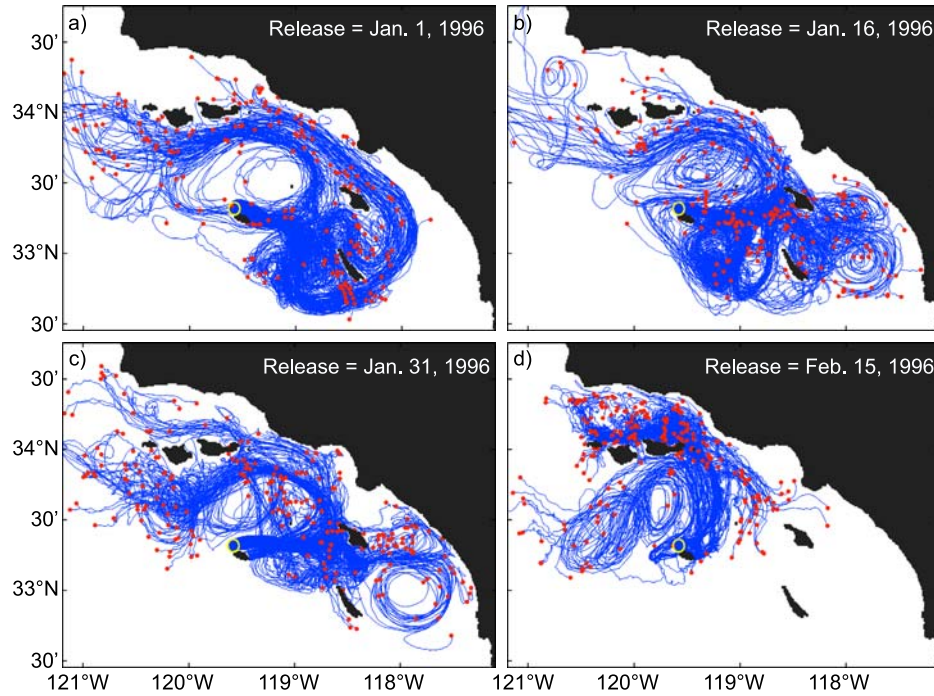 a)
Release = Jan. 1, 1996
b)
Release = Jan. 16, 1996
30'
34°N
30'
33°N
30'
c)
Release = Jan. 31, 1996
d)
Release = Feb. 15, 1996
30'
34°N
30'
33°N
30'
121°W 120°W 119°W 118°W 121°W 120°W 119°W 118°W